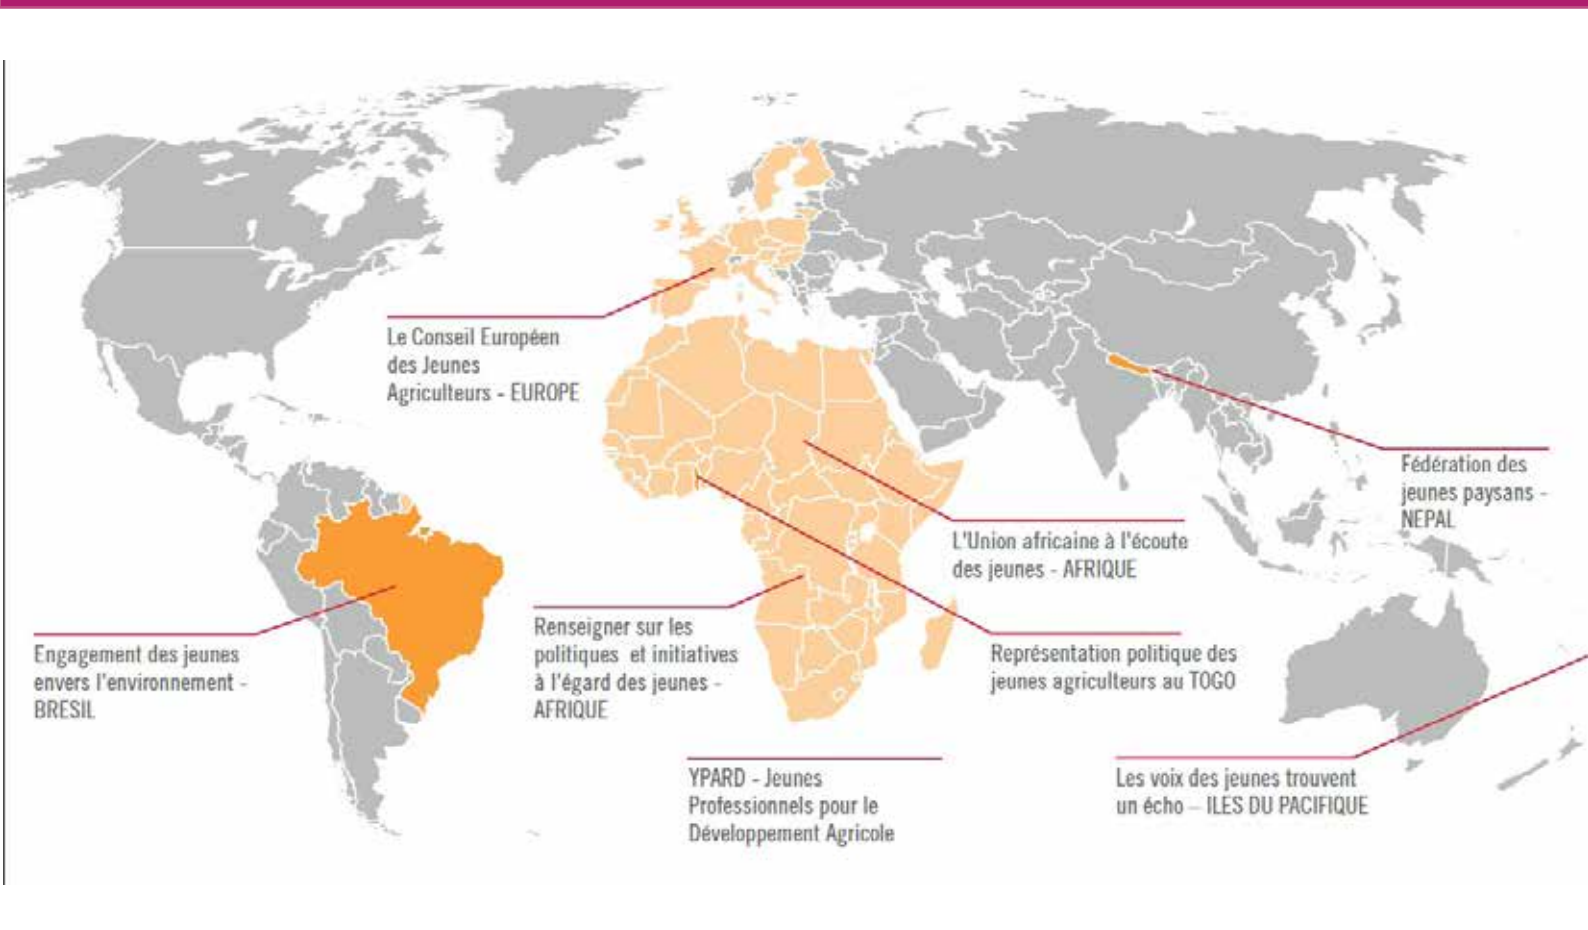 Le Conseil Européen
des Jeunes
Agriculteurs - EUROPE
Fédération des
jeunes paysans -
NEPAL
L'Union africaine à l'écoute
des jeunes - AFRIQUE
Engagement des jeunes
envers l'environnement -
BRESIL
Renseigner sur les
politiques et initiatives
à l'égard des jeunes -
AFRIQUE
Représentation politique des
jeunes agriculteurs au TOGO
YPARD - Jeunes
Professionnels pour le
Développement Agricole
Les voix des jeunes trouvent
un écho – ILES DU PACIFIQUE